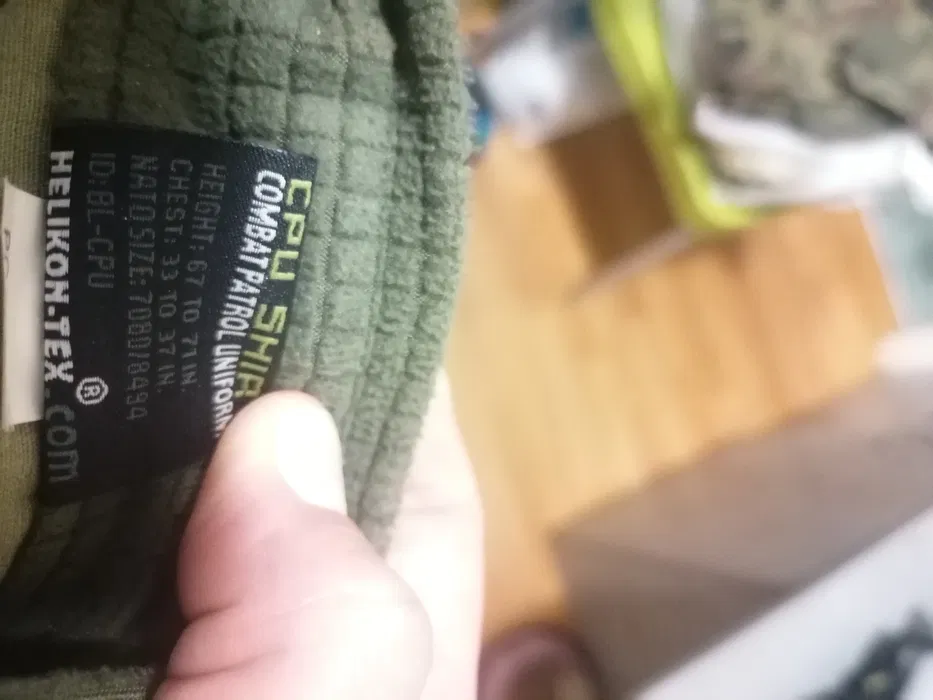 CPU SHIR
COMBAT PATROL UNIFORM
HEIGHT: 67 TO 71 IN.
CHEST: 33 TO 37 IN.
NATO SIZE: 7080/8494
ID: BL-CPU
HELIKON-TEX.COM
®